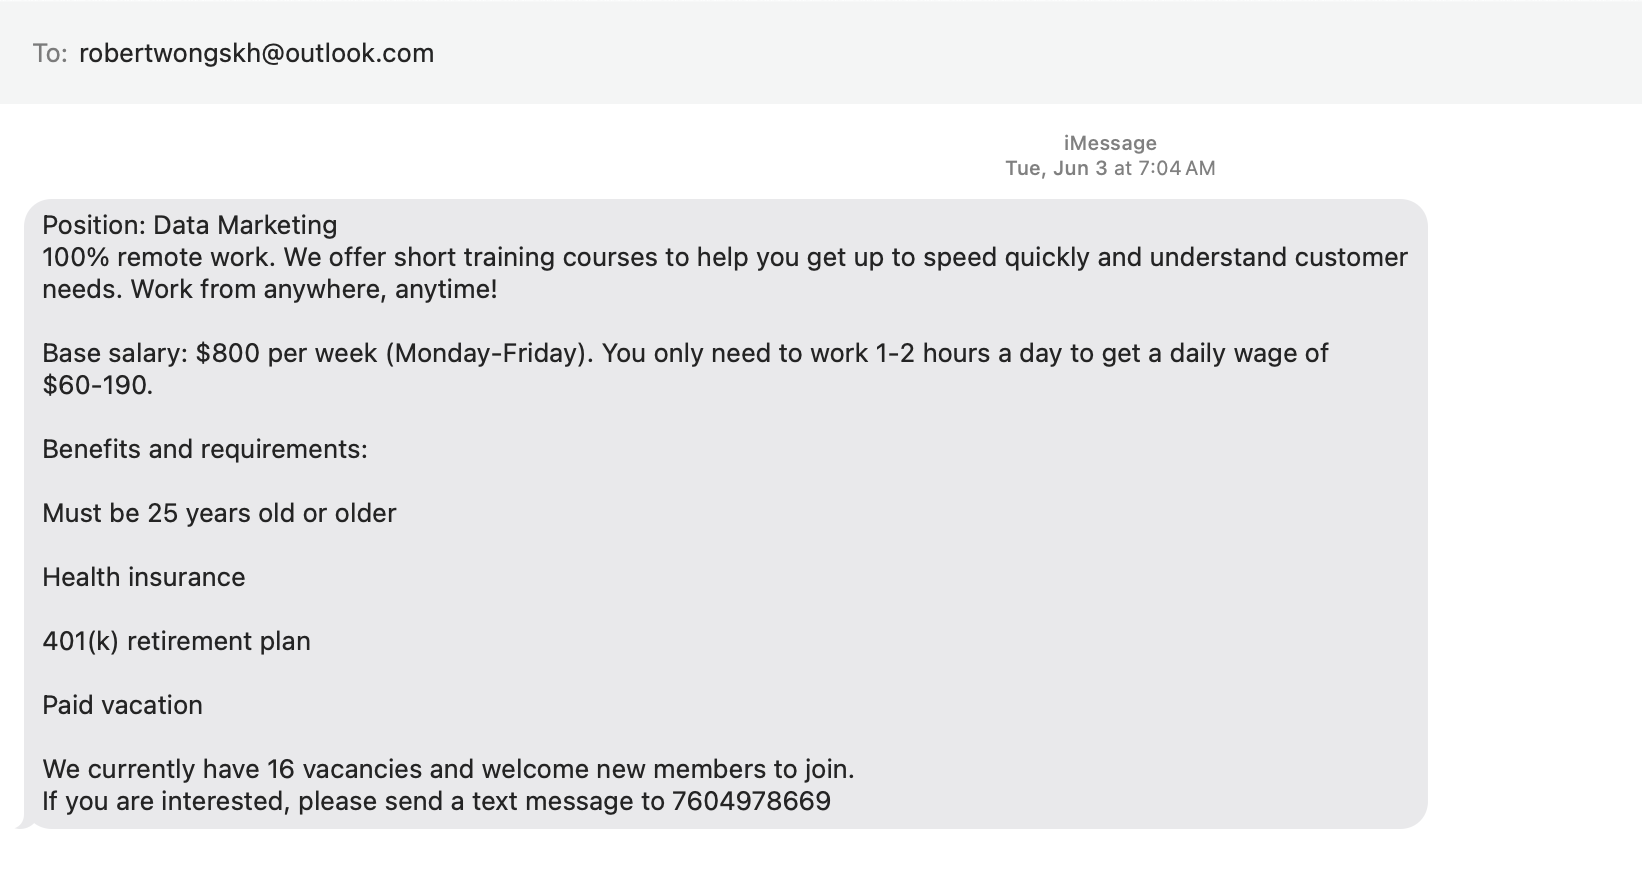 To: robertwongskh@outlook.com
iMessage
Tue, Jun 3 at 7:04 AM
Position: Data Marketing
100% remote work. We offer short training courses to help you get up to speed quickly and understand customer
needs. Work from anywhere, anytime!
Base salary: $800 per week (Monday-Friday). You only need to work 1-2 hours a day to get a daily wage of
$60-190.
Benefits and requirements:
Must be 25 years old or older
Health insurance
401(k) retirement plan
Paid vacation
We currently have 16 vacancies and welcome new members to join.
If you are interested, please send a text message to 7604978669